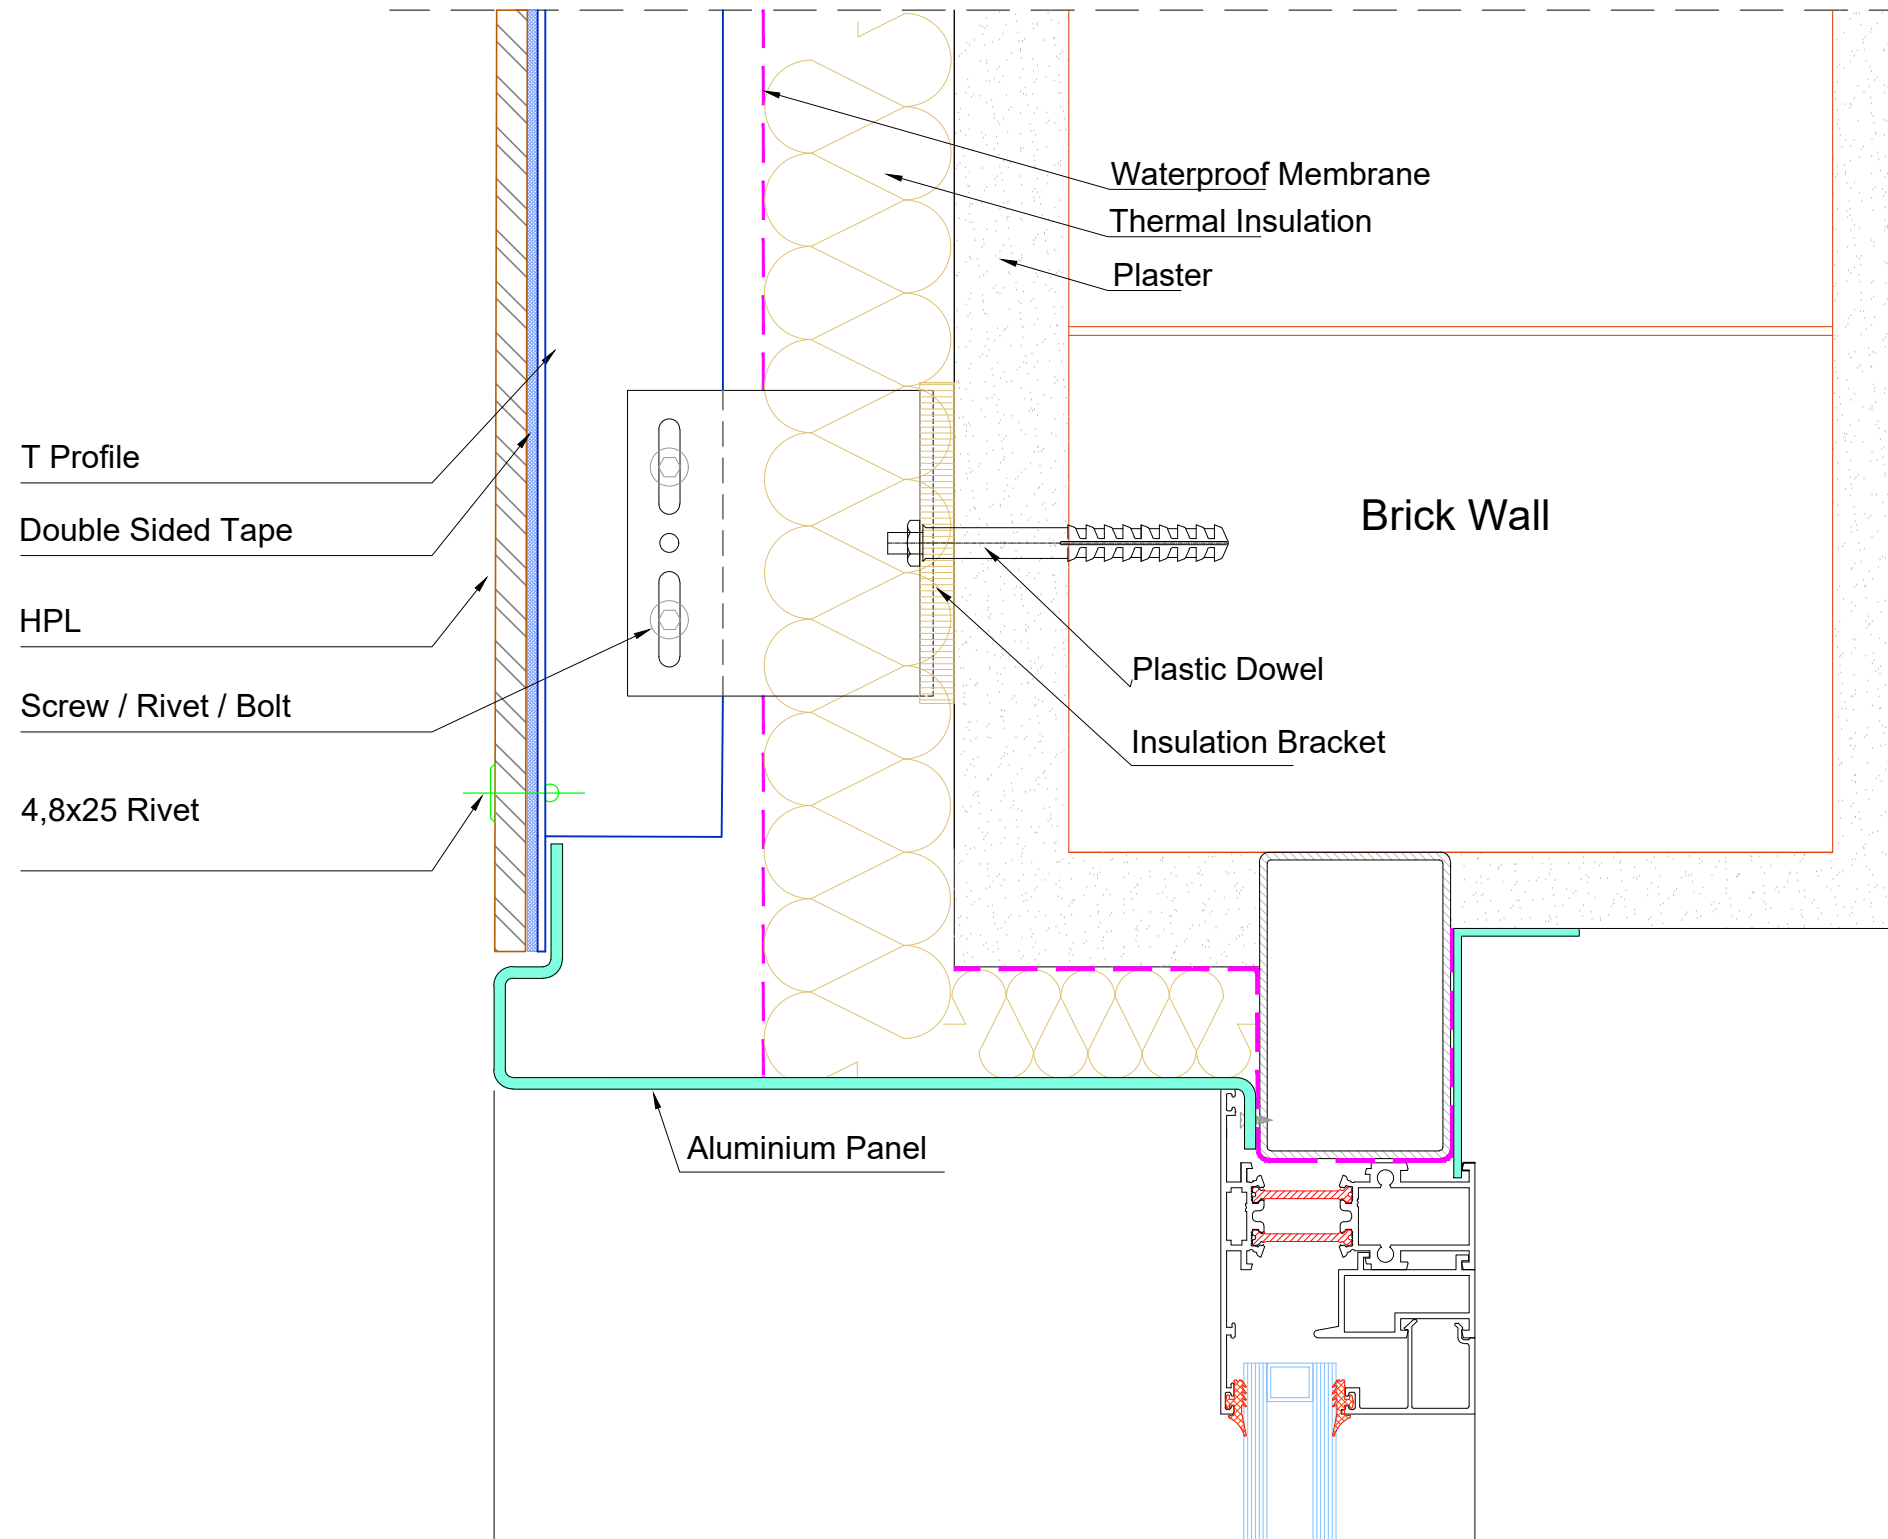 Waterproof Membrane
Thermal Insulation
Plaster
T Profile
Double Sided Tape
Brick Wall
HPL
Plastic Dowel
Screw / Rivet / Bolt
Insulation Bracket
4,8x25 Rivet
Aluminium Panel